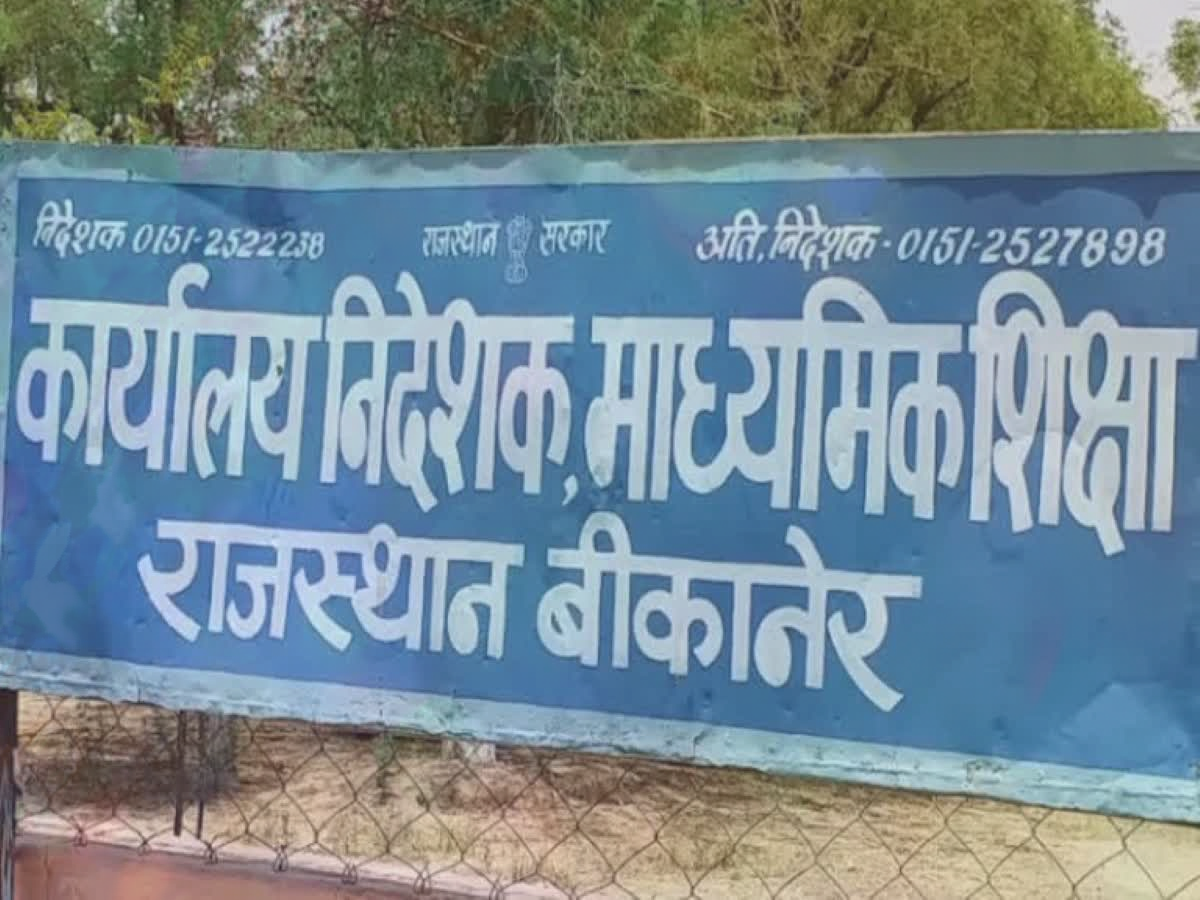 निदेशक 0151-2522238 राजस्थान सरकार अति. निदेशक - 0151-2527898
कार्यालय निदेशक, माध्यमिक शिक्षा
राजस्थान बीकानेर